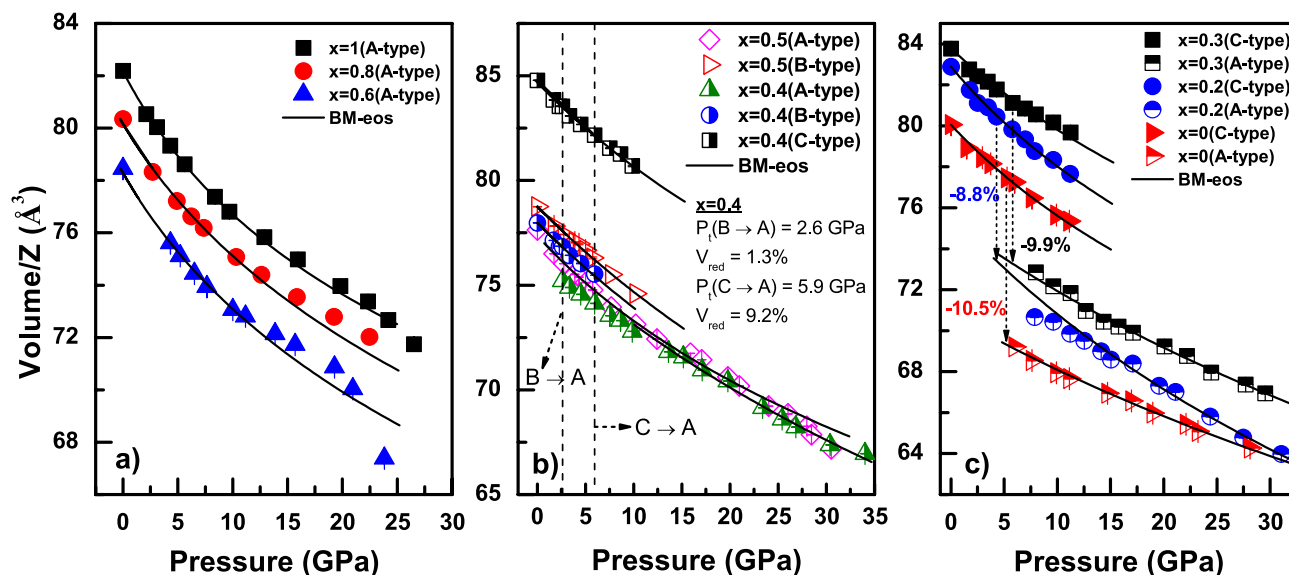 Volume/Z (Å³)
84
80
76
72
68
x=1(A-type)
x=0.8(A-type)
x=0.6(A-type)
BM-eos
a)
0 5 10 15 20 25 30
Pressure (GPa)
85
80
75
70
65
x=0.5(A-type)
x=0.5(B-type)
x=0.4(A-type)
x=0.4(B-type)
x=0.4(C-type)
BM-eos
x=0.4
Pt(B → A) = 2.6 GPa
Vred = 1.3%
Pt(C → A) = 5.9 GPa
Vred = 9.2%
B → A
C → A
b)
0 5 10 15 20 25 30 35
Pressure (GPa)
84
80
76
72
68
64
x=0.3(C-type)
x=0.3(A-type)
x=0.2(C-type)
x=0.2(A-type)
x=0(C-type)
x=0(A-type)
BM-eos
-8.8%
-9.9%
-10.5%
c)
0 5 10 15 20 25 30
Pressure (GPa)